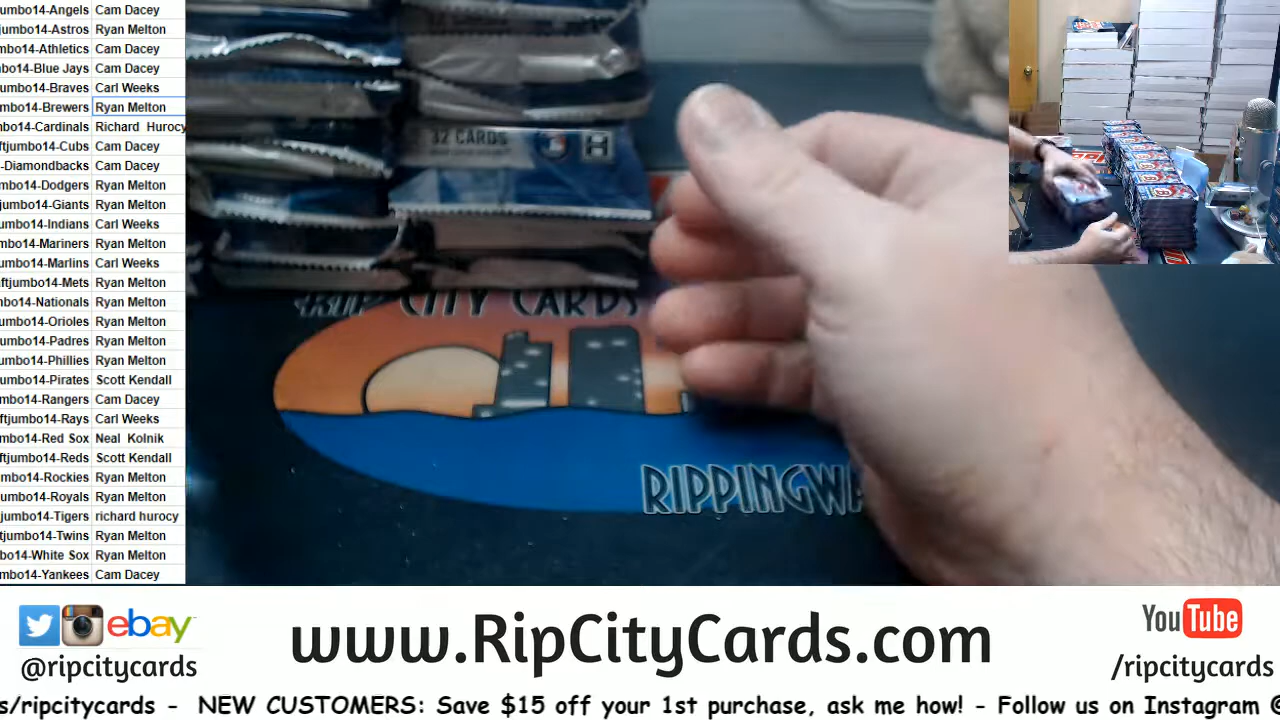 umbo14-Angels Cam Dacey
jumbo14-Astros Ryan Melton
mbo14-Athletics Cam Dacey
bo14-Blue Jays Cam Dacey
umbo14-Braves Carl Weeks
mbo14-Brewers Ryan Melton
nbo14-Cardinals Richard Hurocy
ftjumbo14-Cubs Cam Dacey
-Diamondbacks Cam Dacey
mbo14-Dodgers Ryan Melton
jumbo14-Giants Ryan Melton
umbo14-Indians Carl Weeks
mbo14-Mariners Ryan Melton
umbo14-Marlins Carl Weeks
ftjumbo14-Mets Ryan Melton
nbo14-Nationals Ryan Melton
umbo14-Orioles Ryan Melton
umbo14-Padres Ryan Melton
umbo14-Phillies Ryan Melton
umbo14-Pirates Scott Kendall
umbo14-Rangers Cam Dacey
ftjumbo14-Rays Carl Weeks
mbo14-Red Sox Neal Kolnik
ftjumbo14-Reds Scott Kendall
mbo14-Rockies Ryan Melton
umbo14-Royals Ryan Melton
jumbo14-Tigers richard hurocy
tjumbo14-Twins Ryan Melton
bo14-White Sox Ryan Melton
mbo14-Yankees Cam Dacey
32 CARDS
H
RIP CITY CARDS
RIPPINGWA
ebay
@ripcitycards
www.RipCityCards.com
YouTube
/ripcitycards
s/ripcitycards - NEW CUSTOMERS: Save $15 off your 1st purchase, ask me how! - Follow us on Instagram @